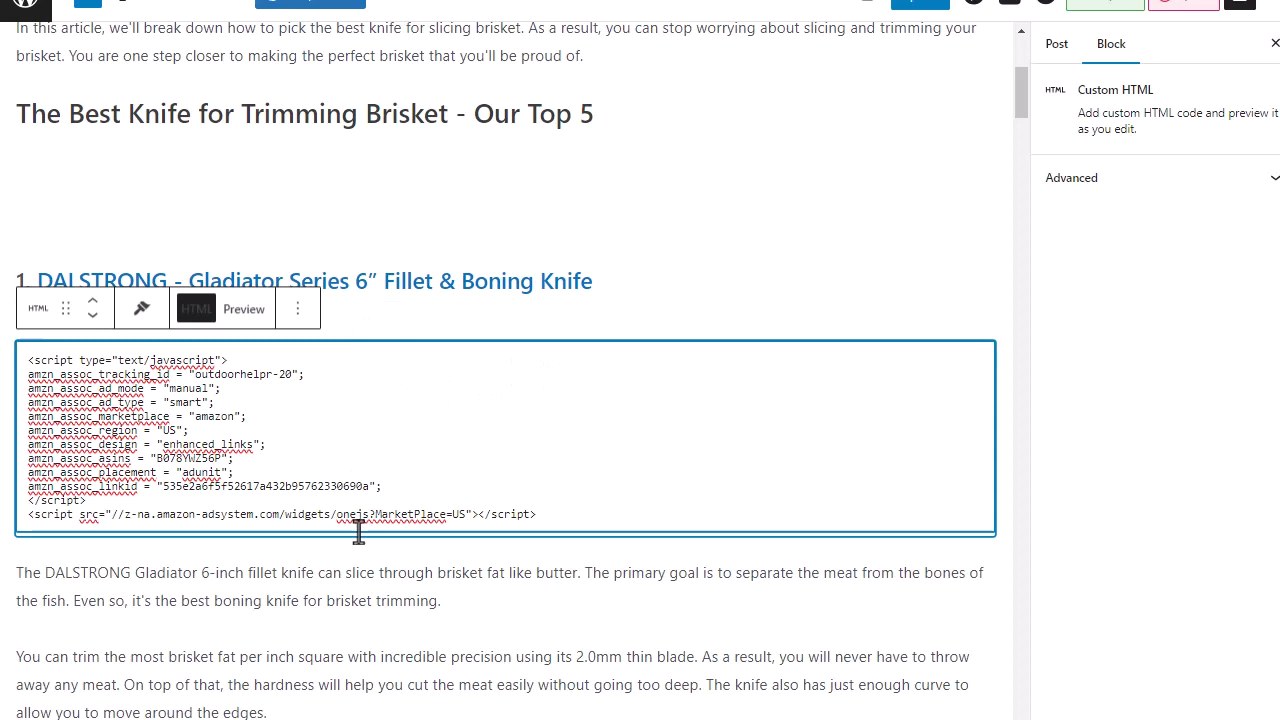 In this article, we'll break down how to pick the best knife for slicing brisket. As a result, you can stop worrying about slicing and trimming your
brisket. You are one step closer to making the perfect brisket that you'll be proud of.
The Best Knife for Trimming Brisket - Our Top 5
1. DALSTRONG - Gladiator Series 6” Fillet & Boning Knife
HTML
HTML Preview
<script type="text/javascript">
amzn_assoc_tracking_id = "outdoorhelpr-20";
amzn_assoc_ad_mode = "manual";
amzn_assoc_ad_type = "smart";
amzn_assoc_marketplace = "amazon";
amzn_assoc_region = "US";
amzn_assoc_design = "enhanced_links";
amzn_assoc_asins = "B078YWZ56P";
amzn_assoc_placement = "adunit";
amzn_assoc_linkid = "535e2a6f5f52617a432b95762330690a";
</script>
<script src="//z-na.amazon-adsystem.com/widgets/onejs?MarketPlace=US"></script>
The DALSTRONG Gladiator 6-inch fillet knife can slice through brisket fat like butter. The primary goal is to separate the meat from the bones of
the fish. Even so, it's the best boning knife for brisket trimming.
You can trim the most brisket fat per inch square with incredible precision using its 2.0mm thin blade. As a result, you will never have to throw
away any meat. On top of that, the hardness will help you cut the meat easily without going too deep. The knife also has just enough curve to
allow you to move around the edges.
Post Block
HTML Custom HTML
Add custom HTML code and preview it
as you edit.
Advanced